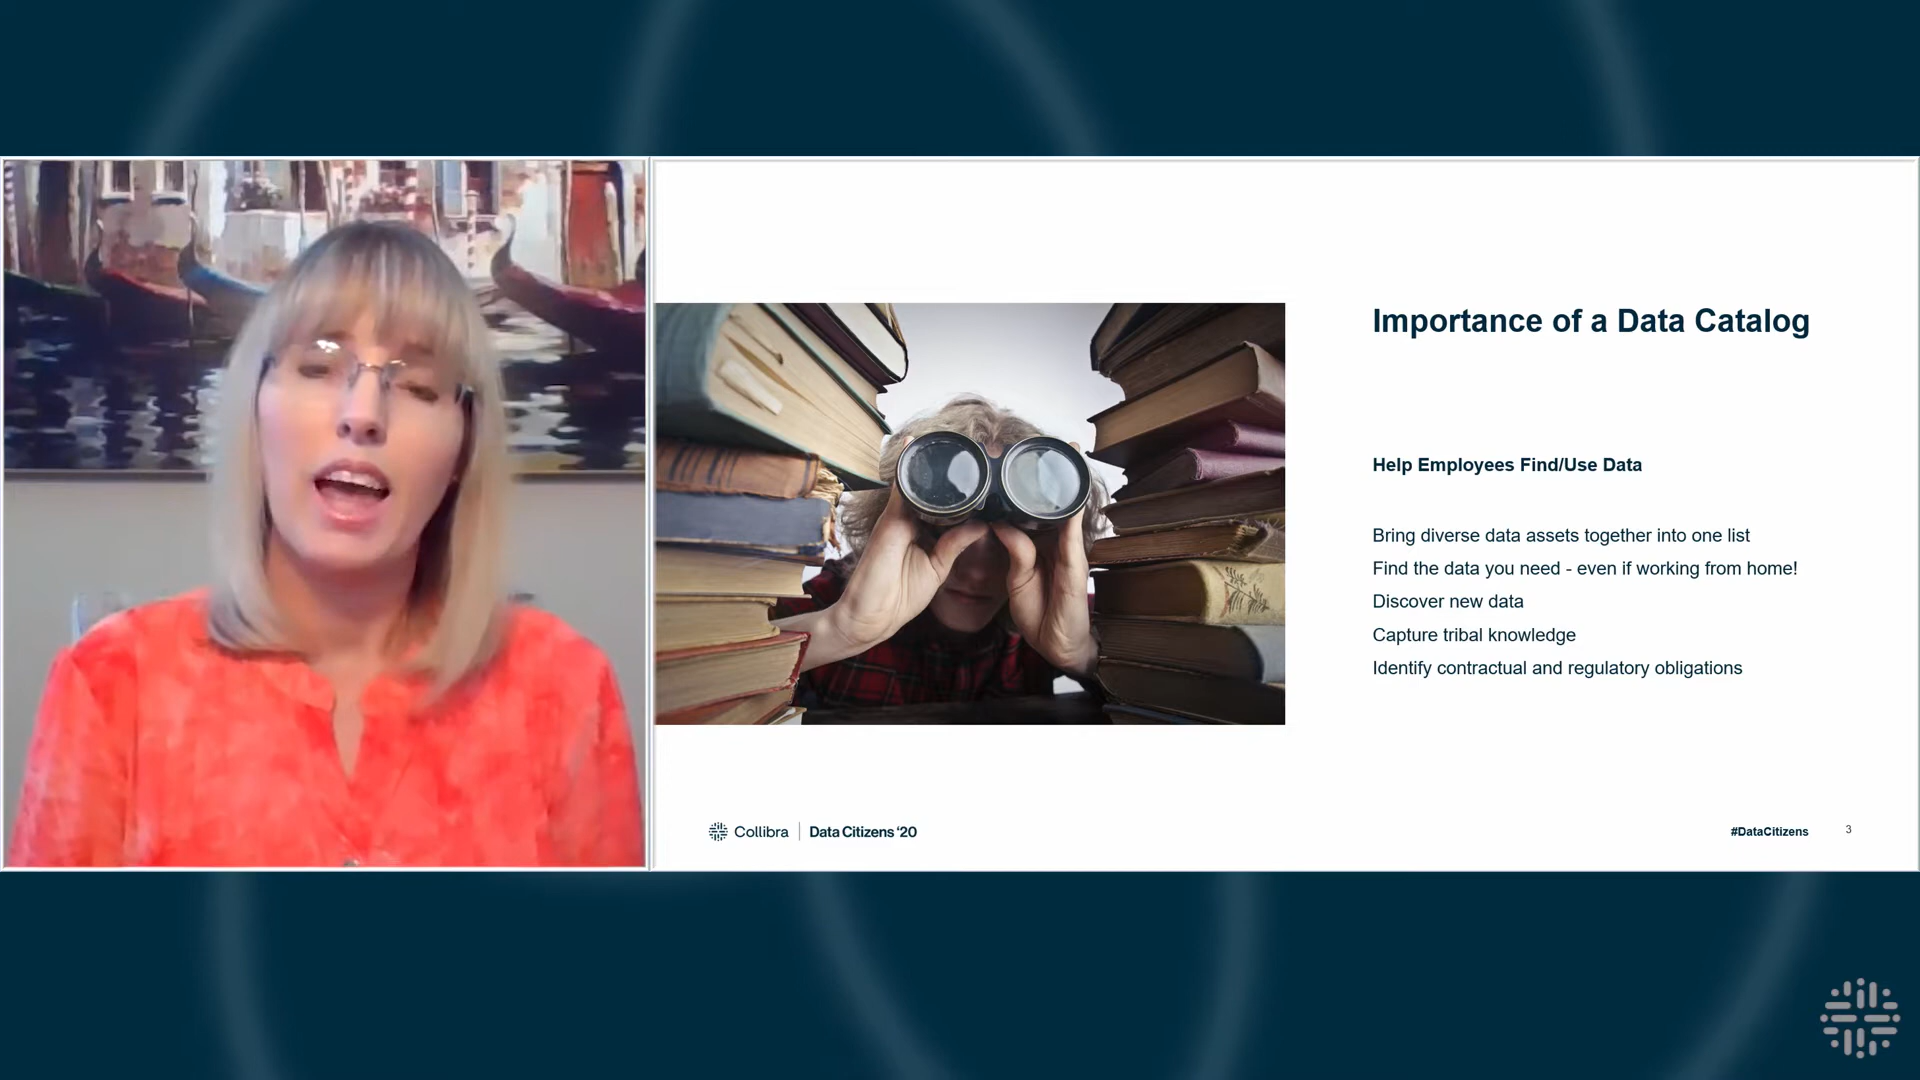 Importance of a Data Catalog
Help Employees Find/Use Data
Bring diverse data assets together into one list
Find the data you need - even if working from home!
Discover new data
Capture tribal knowledge
Identify contractual and regulatory obligations
Collibra | Data Citizens '20
#DataCitizens
3